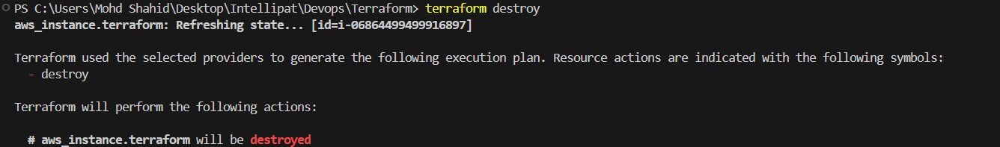 PS C:\Users\Mohd Shahid\Desktop\Intellipat\Devops\Terraform> terraform destroy
aws_instance.terraform: Refreshing state... [id=i-06864499499916897]
Terraform used the selected providers to generate the following execution plan. Resource actions are indicated with the following symbols:
- destroy
Terraform will perform the following actions:
# aws_instance.terraform will be destroyed